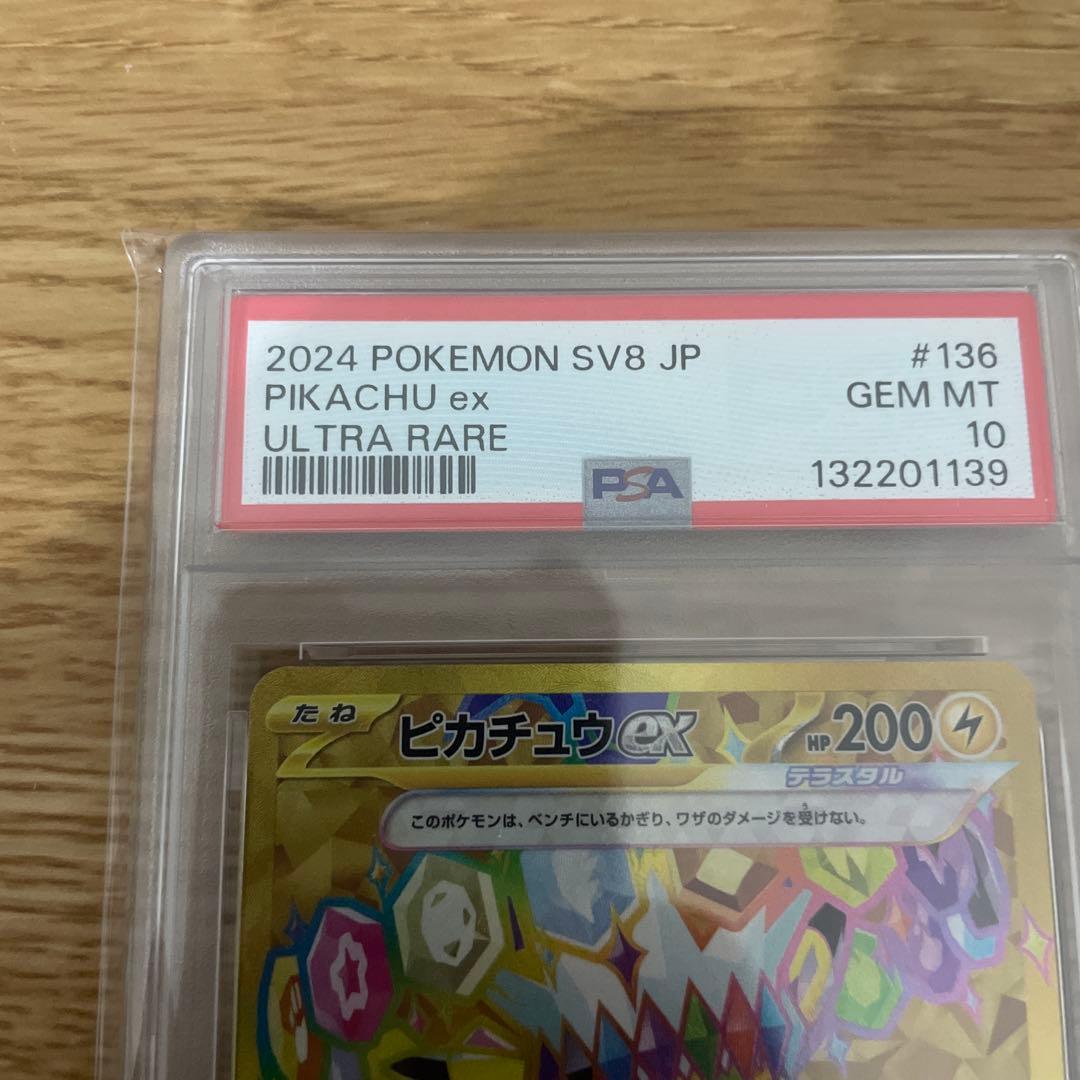 2024 POKEMON SV8 JP #136
PIKACHU ex GEM MT
ULTRA RARE 10
PSA 132201139
たね ピカチュウex HP 200
テラスタル
このポケモンは、ベンチにいるかぎり、ワザのダメージを受けない。